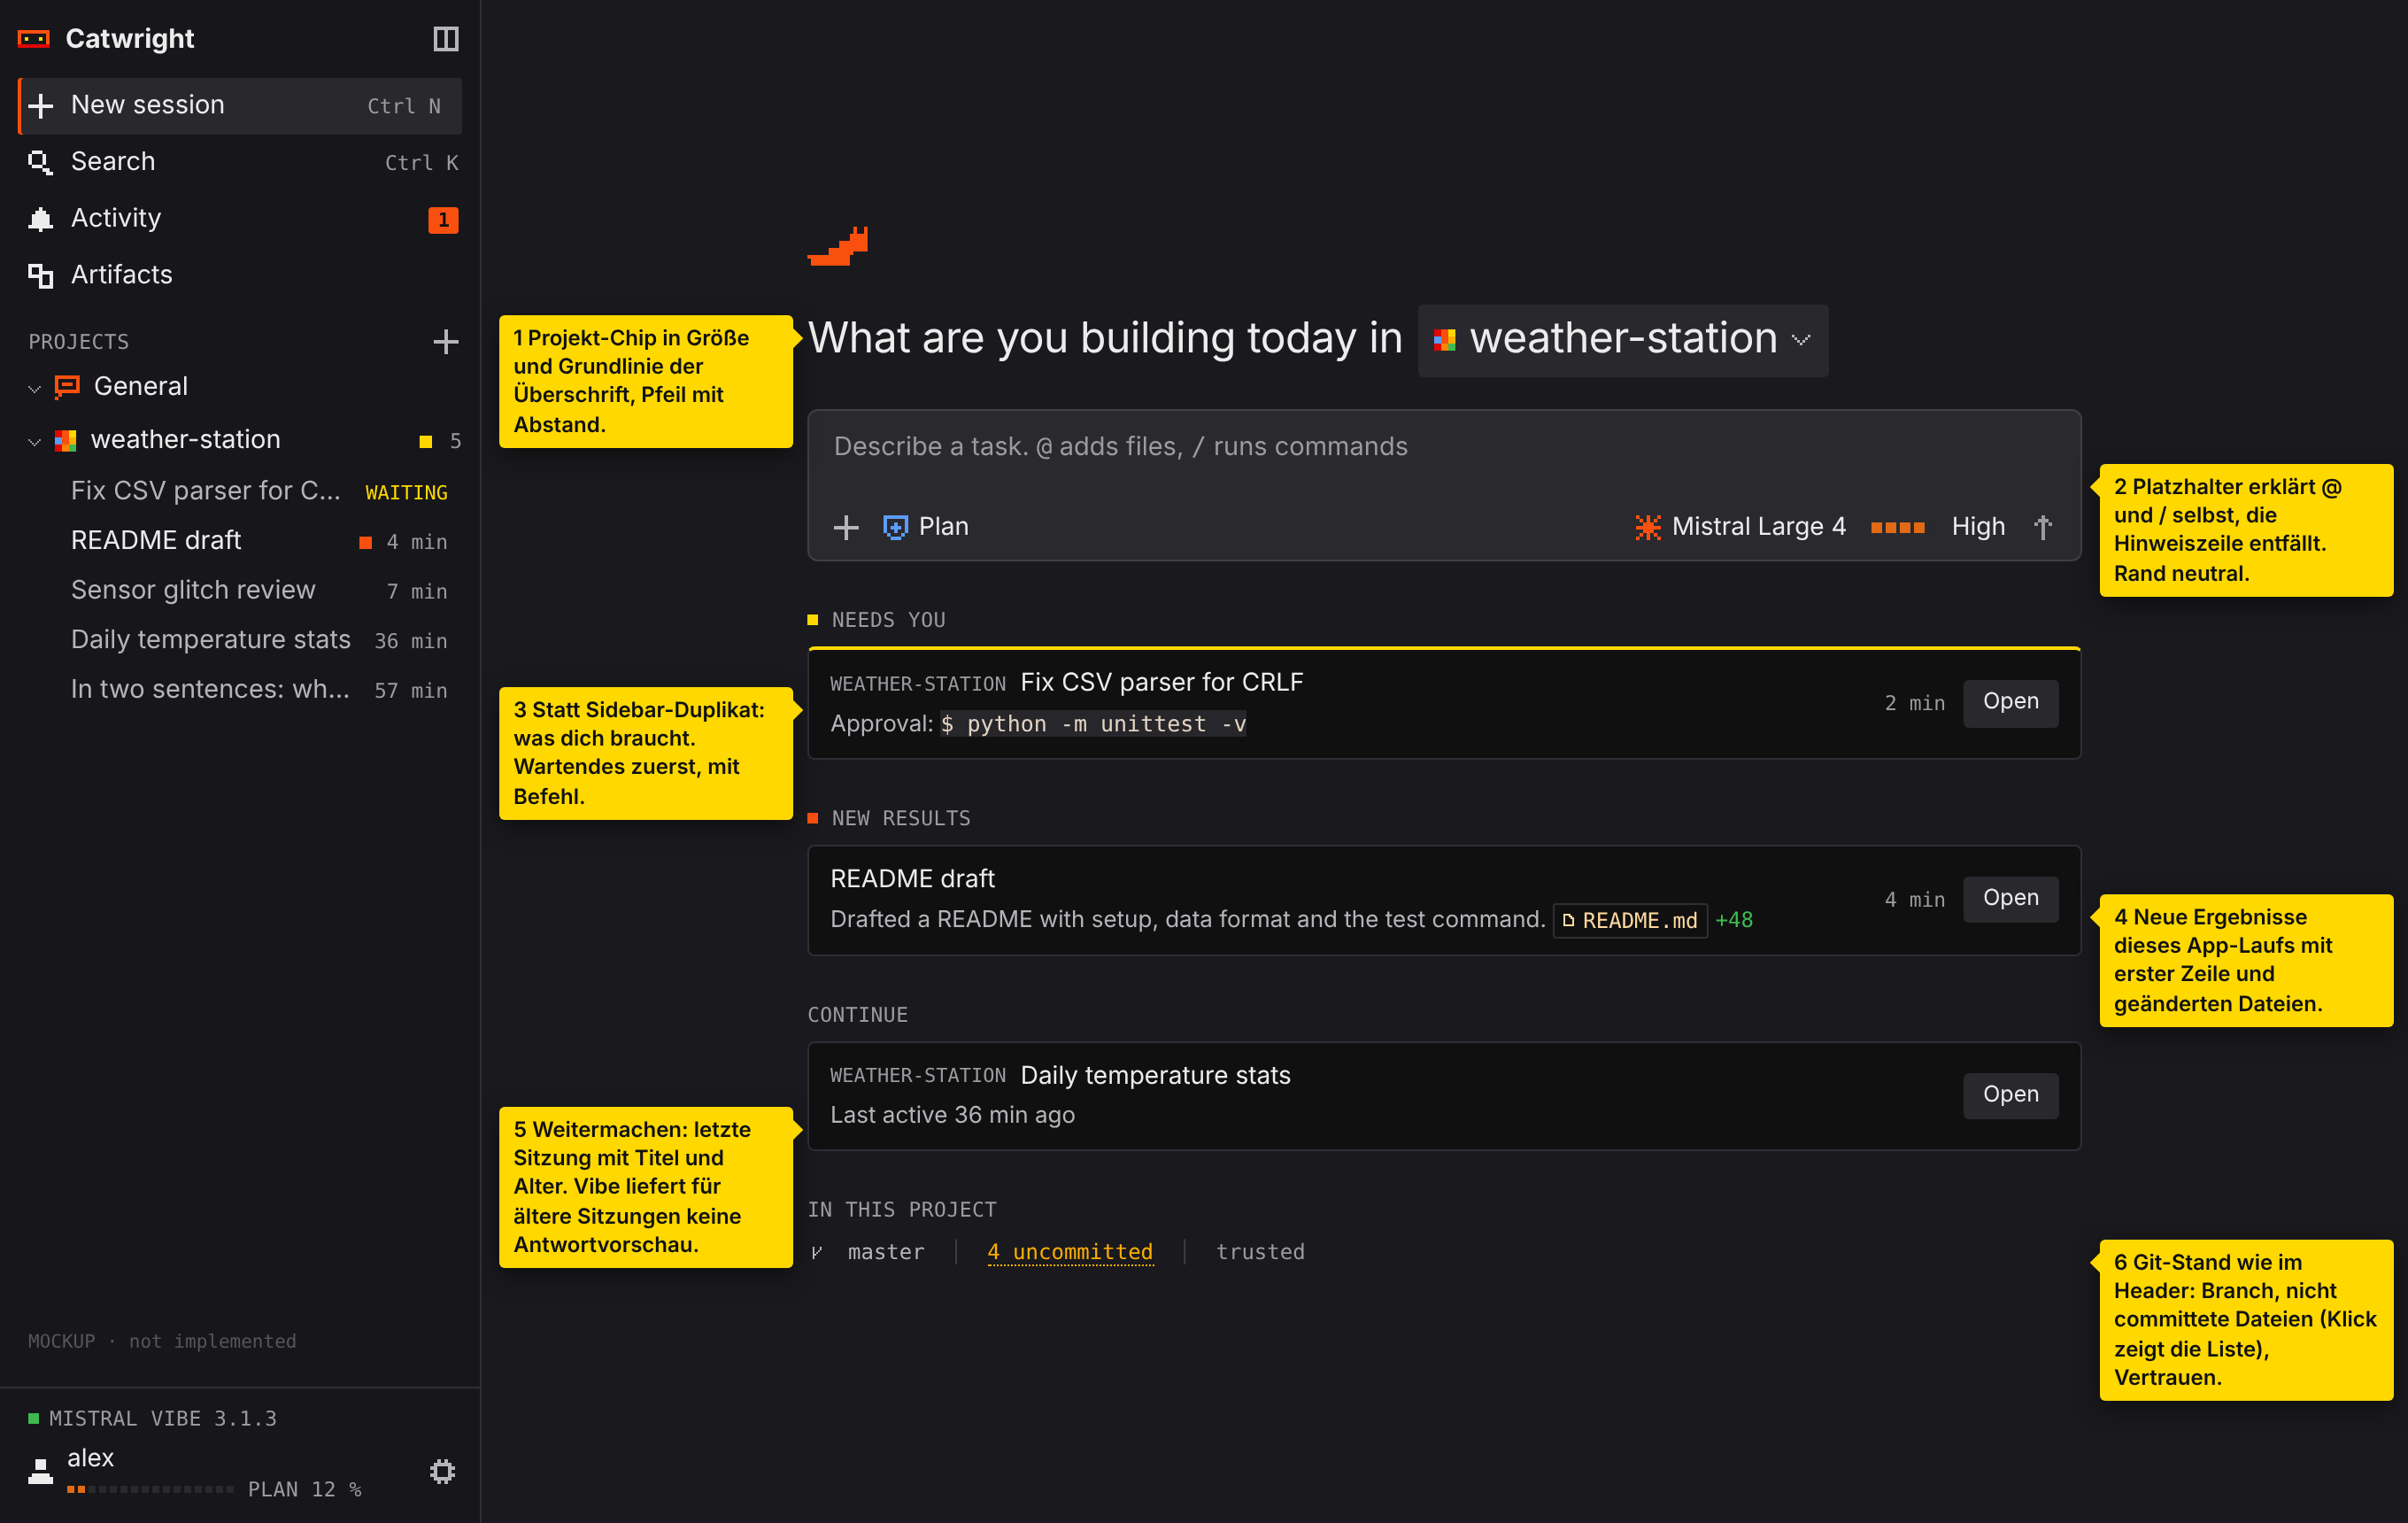 Catwright
New session Ctrl N
Search Ctrl K
Activity 1
Artifacts
PROJECTS
General
weather-station 5
Fix CSV parser for C... WAITING
README draft 4 min
Sensor glitch review 7 min
Daily temperature stats 36 min
In two sentences: wh... 57 min
MOCKUP · not implemented
MISTRAL VIBE 3.1.3
alex
PLAN 12 %
What are you building today in weather-station
Describe a task. @ adds files, / runs commands
Plan Mistral Large 4 High
NEEDS YOU
WEATHER-STATION Fix CSV parser for CRLF
Approval: $ python -m unittest -v
2 min Open
NEW RESULTS
README draft
Drafted a README with setup, data format and the test command. README.md +48
4 min Open
CONTINUE
WEATHER-STATION Daily temperature stats
Last active 36 min ago
Open
IN THIS PROJECT
master 4 uncommitted trusted
1 Projekt-Chip in Größe
und Grundlinie der
Überschrift, Pfeil mit
Abstand.
2 Platzhalter erklärt @
und / selbst, die
Hinweiszeile entfällt.
Rand neutral.
3 Statt Sidebar-Duplikat:
was dich braucht.
Wartendes zuerst, mit
Befehl.
4 Neue Ergebnisse
dieses App-Laufs mit
erster Zeile und
geänderten Dateien.
5 Weitermachen: letzte
Sitzung mit Titel und
Alter. Vibe liefert für
ältere Sitzungen keine
Antwortvorschau.
6 Git-Stand wie im
Header: Branch, nicht
committete Dateien (Klick
zeigt die Liste),
Vertrauen.